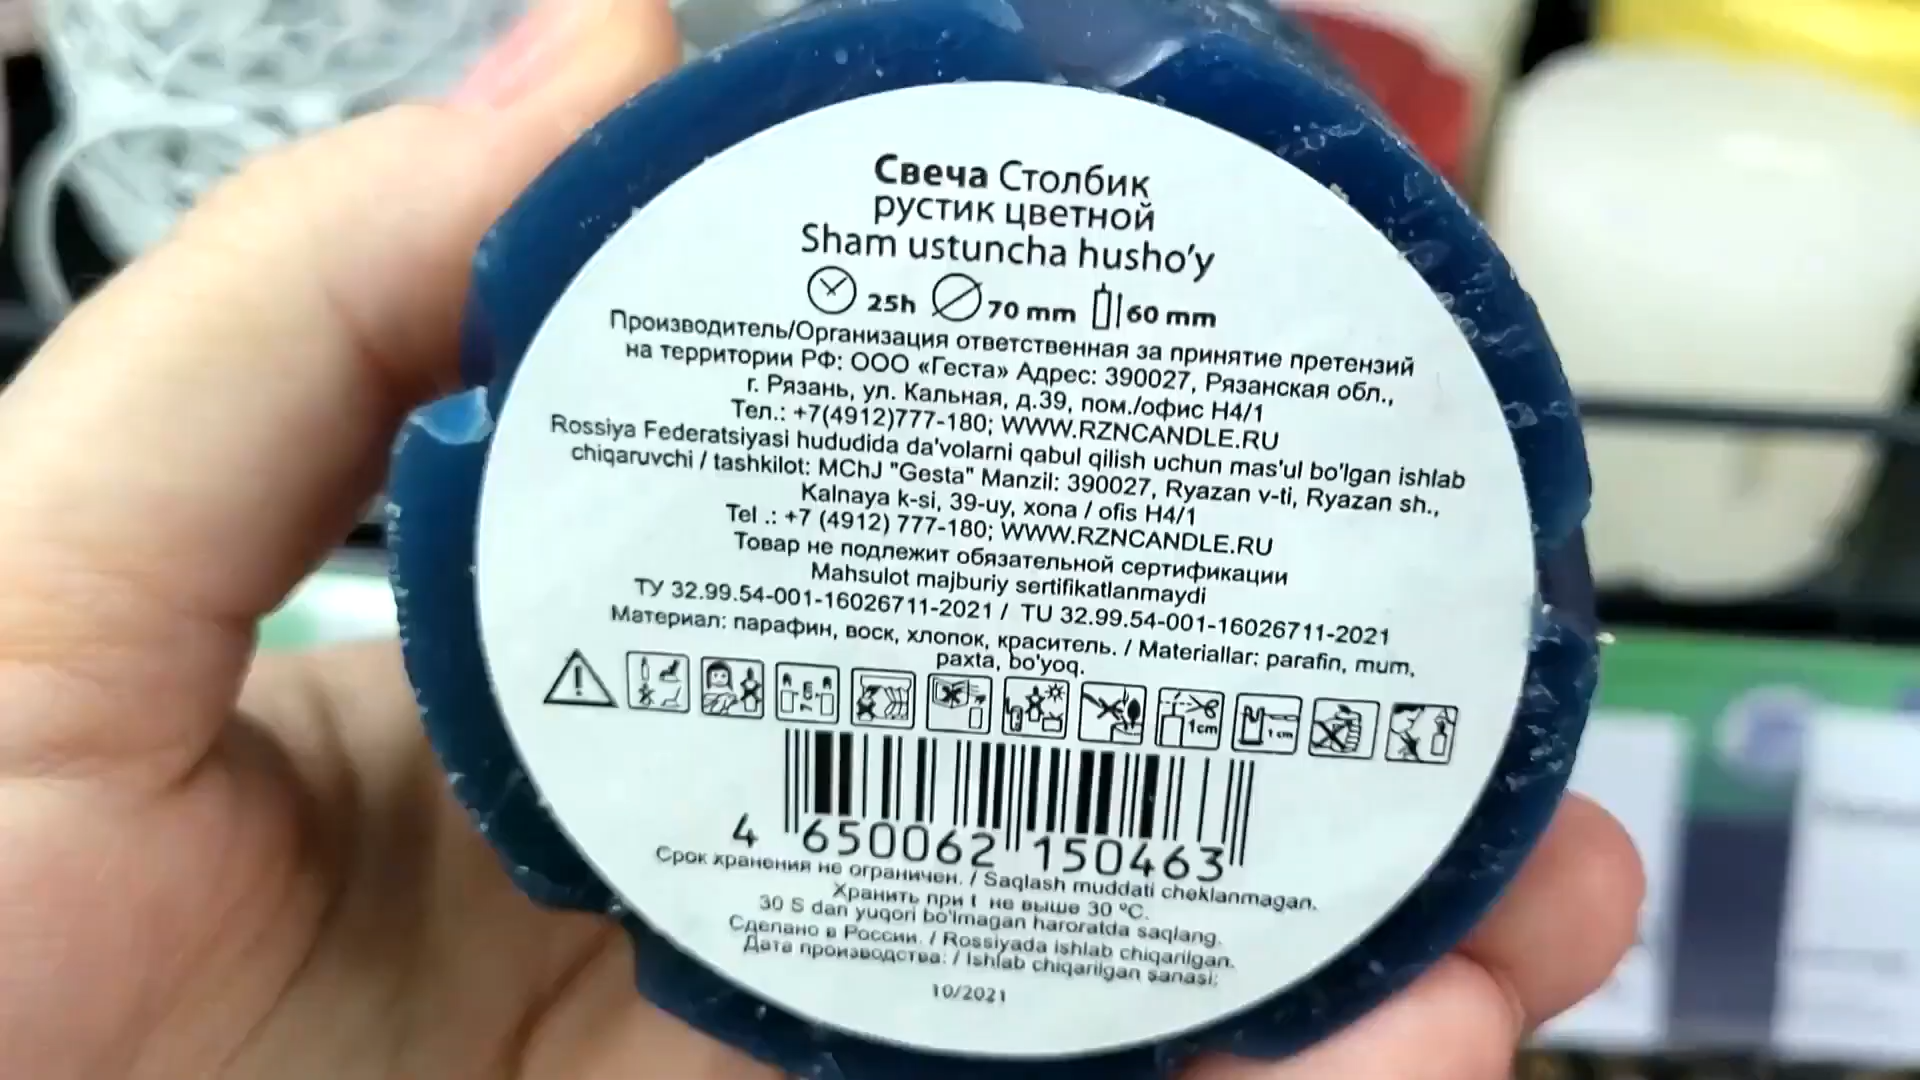 Свеча Столбик
рустик цветной
Sham ustuncha husho'y
25h 70 mm 60 mm
Производитель/Организация ответственная за принятие претензий
на территории РФ: ООО «Геста» Адрес: 390027, Рязанская обл.,
г. Рязань, ул. Кальная, д.39, пом./офис Н4/1
Тел.: +7(4912)777-180; WWW.RZNCANDLE.RU
Rossiya Federatsiyasi hududida da'volarni qabul qilish uchun mas'ul bo'lgan ishlab
chiqaruvchi / tashkilot: MChJ "Gesta" Manzil: 390027, Ryazan v-ti, Ryazan sh.,
Kalnaya k-si, 39-uy, xona / ofis H4/1
Tel .: +7 (4912) 777-180; WWW.RZNCANDLE.RU
Товар не подлежит обязательной сертификации
Mahsulot majburiy sertifikatlanmaydi
ТУ 32.99.54-001-16026711-2021 / TU 32.99.54-001-16026711-2021
Материал: парафин, воск, хлопок, краситель. / Materiallar: parafin, mum,
paxta, bo'yoq.
1cm 1cm
4 650062 150463
Срок хранения не ограничен. / Saqlash muddati cheklanmagan.
Хранить при t не выше 30 °C.
30 S dan yuqori bo'lmagan haroratda saqlang.
Сделано в России. / Rossiyada ishlab chiqarilgan.
Дата производства: / Ishlab chiqarilgan sanasi:
10/2021